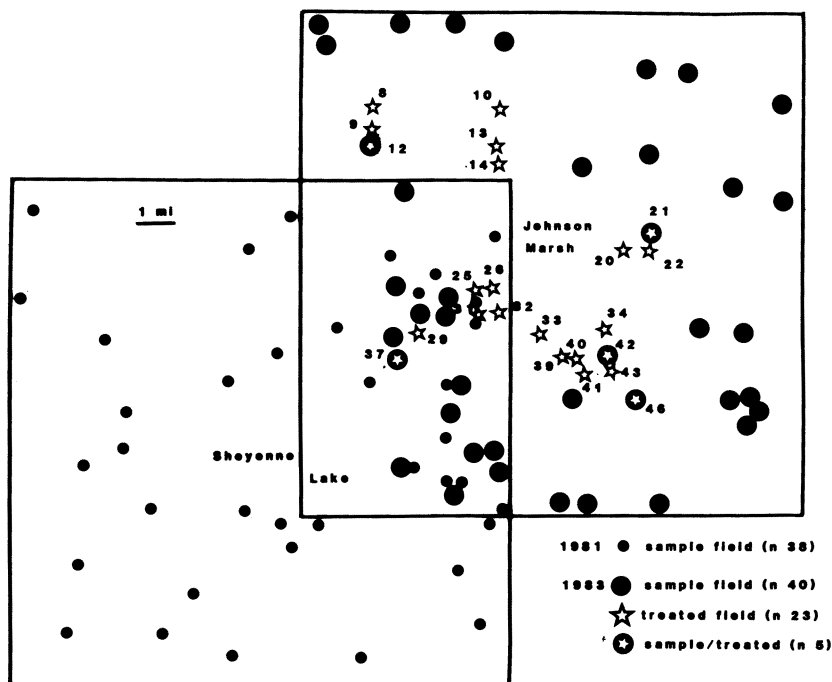 8
10
9
12
13
14
1 mi
21
Johnson
Marsh
20
22
25
26
32
33
34
29
37
40
42
39
41
43
46
Sheyenne
Lake
1981 sample field (n 38)
1983 sample field (n 40)
treated field (n 23)
sample/treated (n 5)